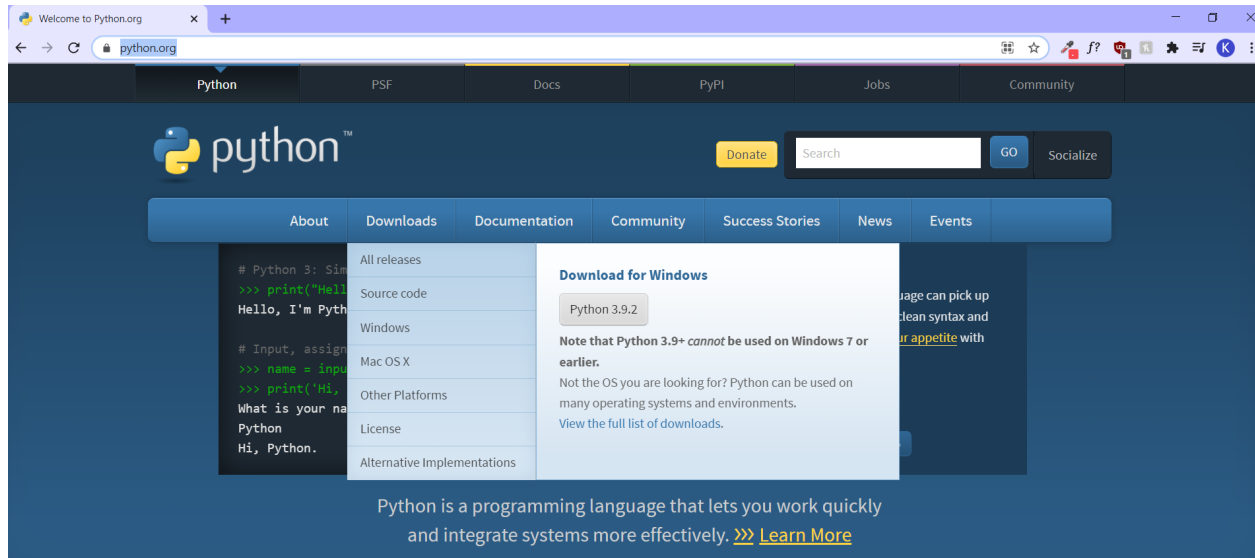 Welcome to Python.org
python.org
f?
1
K
Python PSF Docs PyPI Jobs Community
python™
Donate Search GO Socialize
About Downloads Documentation Community Success Stories News Events
# Python 3: Sim
>>> print("Hell
Hello, I'm Pyth
# Input, assign
>>> name = inpu
>>> print('Hi,
What is your na
Python
Hi, Python.
All releases
Source code
Windows
Mac OS X
Other Platforms
License
Alternative Implementations
Download for Windows
Python 3.9.2
Note that Python 3.9+ cannot be used on Windows 7 or
earlier.
Not the OS you are looking for? Python can be used on
many operating systems and environments.
View the full list of downloads.
uage can pick up
clean syntax and
ur appetite with
Python is a programming language that lets you work quickly
and integrate systems more effectively. >>> Learn More